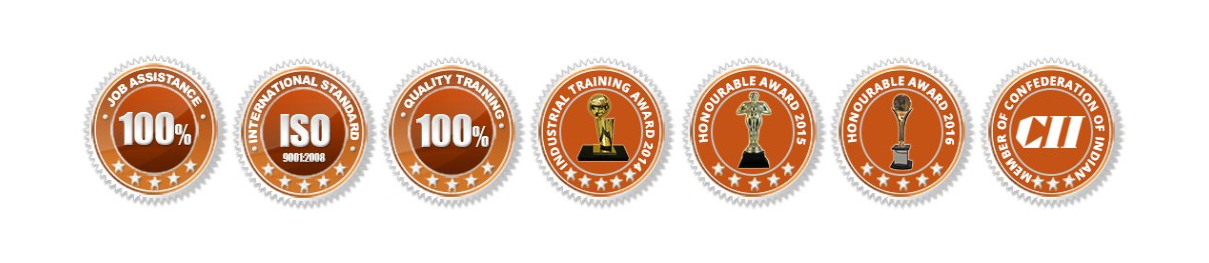 JOB ASSISTANCE
100%
INTERNATIONAL STANDARD
ISO
9001:2008
QUALITY TRAINING
100%
INDUSTRIAL TRAINING AWARD 2014
HONOURABLE AWARD 2015
HONOURABLE AWARD 2016
MEMBER OF CONFEDERATION OF INDIAN
CII